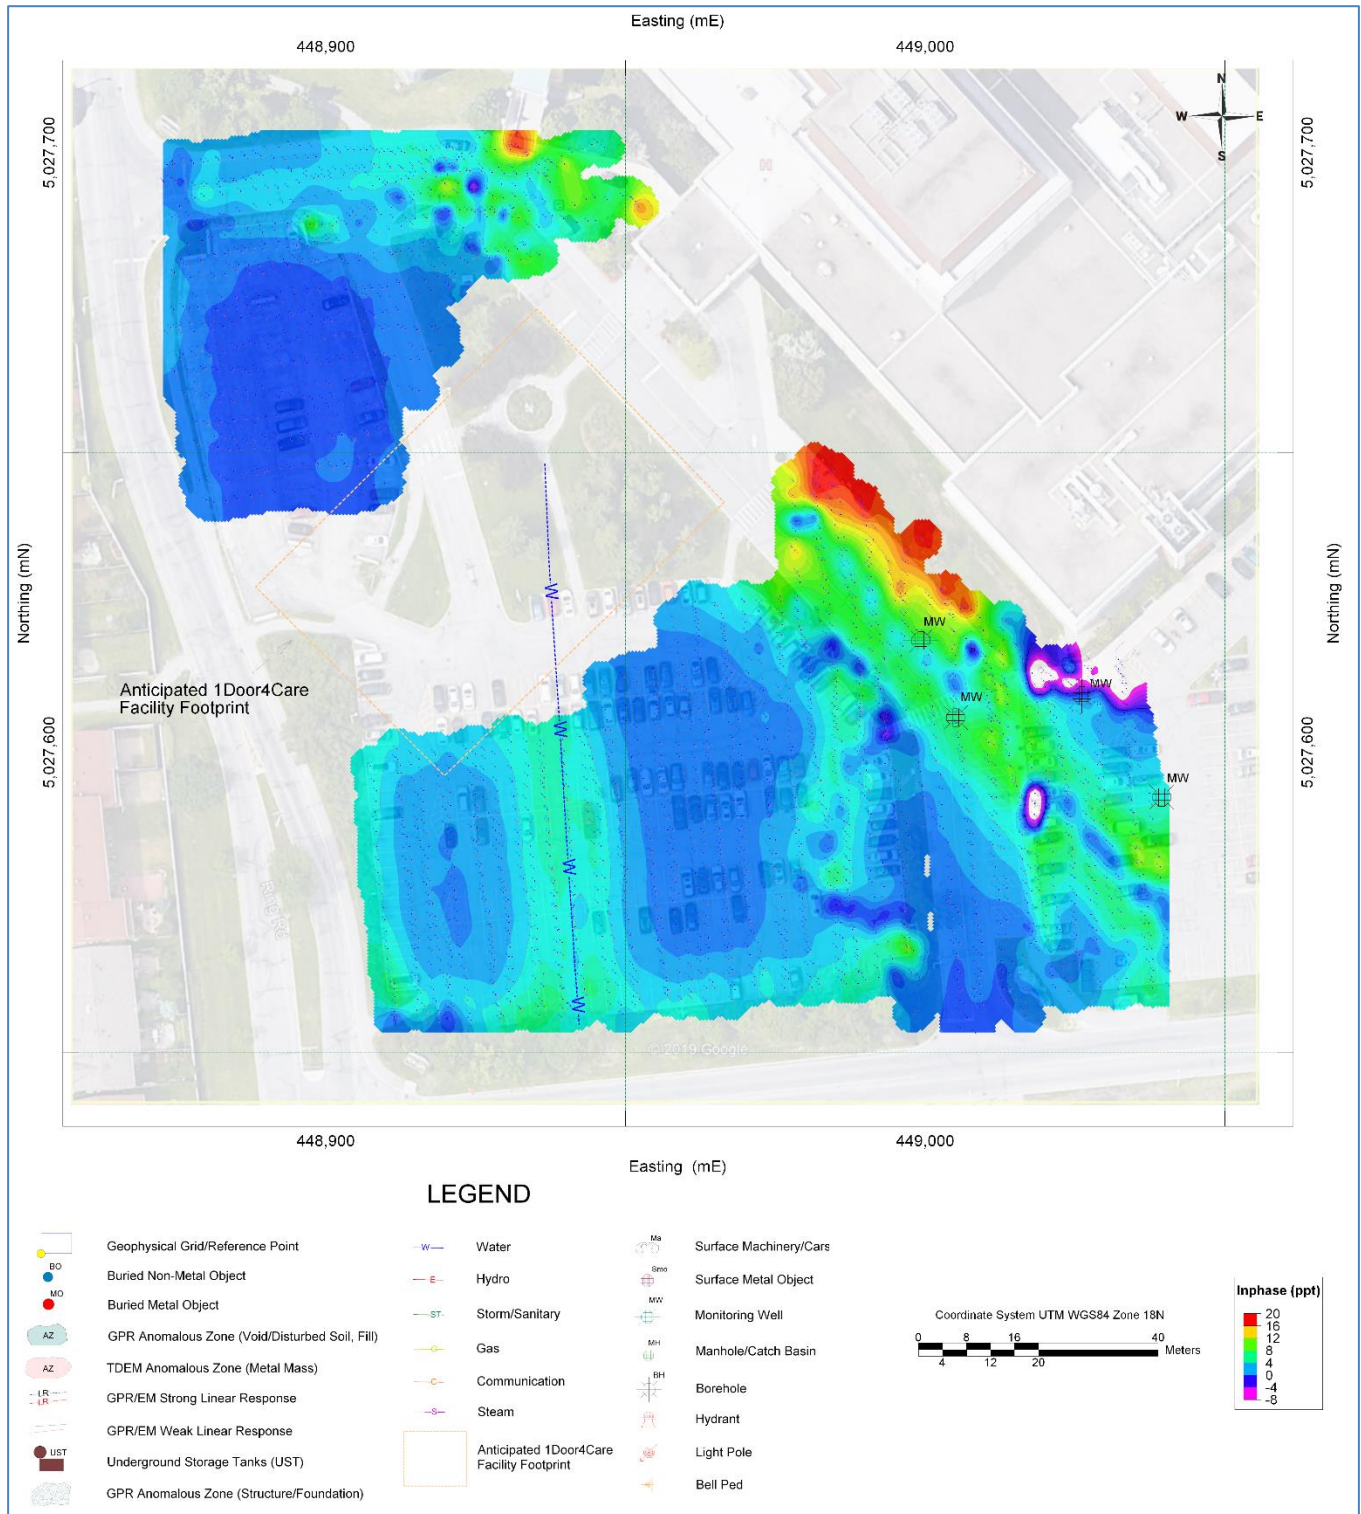 Easting (mE)
448,900
449,000
N
W
E
S
5,027,700
5,027,700
H
MW
MW
MW
MW
W
W
W
W
Northing (mN)
Northing (mN)
Anticipated 1Door4Care
Facility Footprint
5,027,600
5,027,600
Ring Rd
© 2019 Google
448,900
449,000
Easting (mE)
LEGEND
Geophysical Grid/Reference Point
BO
Buried Non-Metal Object
MO
Buried Metal Object
AZ
GPR Anomalous Zone (Void/Disturbed Soil, Fill)
AZ
TDEM Anomalous Zone (Metal Mass)
LR
LR
GPR/EM Strong Linear Response
GPR/EM Weak Linear Response
UST
Underground Storage Tanks (UST)
GPR Anomalous Zone (Structure/Foundation)
W
Water
E
Hydro
ST
Storm/Sanitary
G
Gas
C
Communication
S
Steam
Anticipated 1Door4Care
Facility Footprint
Ma
Surface Machinery/Cars
Smo
Surface Metal Object
MW
Monitoring Well
MH
Manhole/Catch Basin
BH
Borehole
Hydrant
Light Pole
Bell Ped
Coordinate System UTM WGS84 Zone 18N
0 8 16 40
Meters
4 12 20
Inphase (ppt)
20
16
12
8
4
0
-4
-8